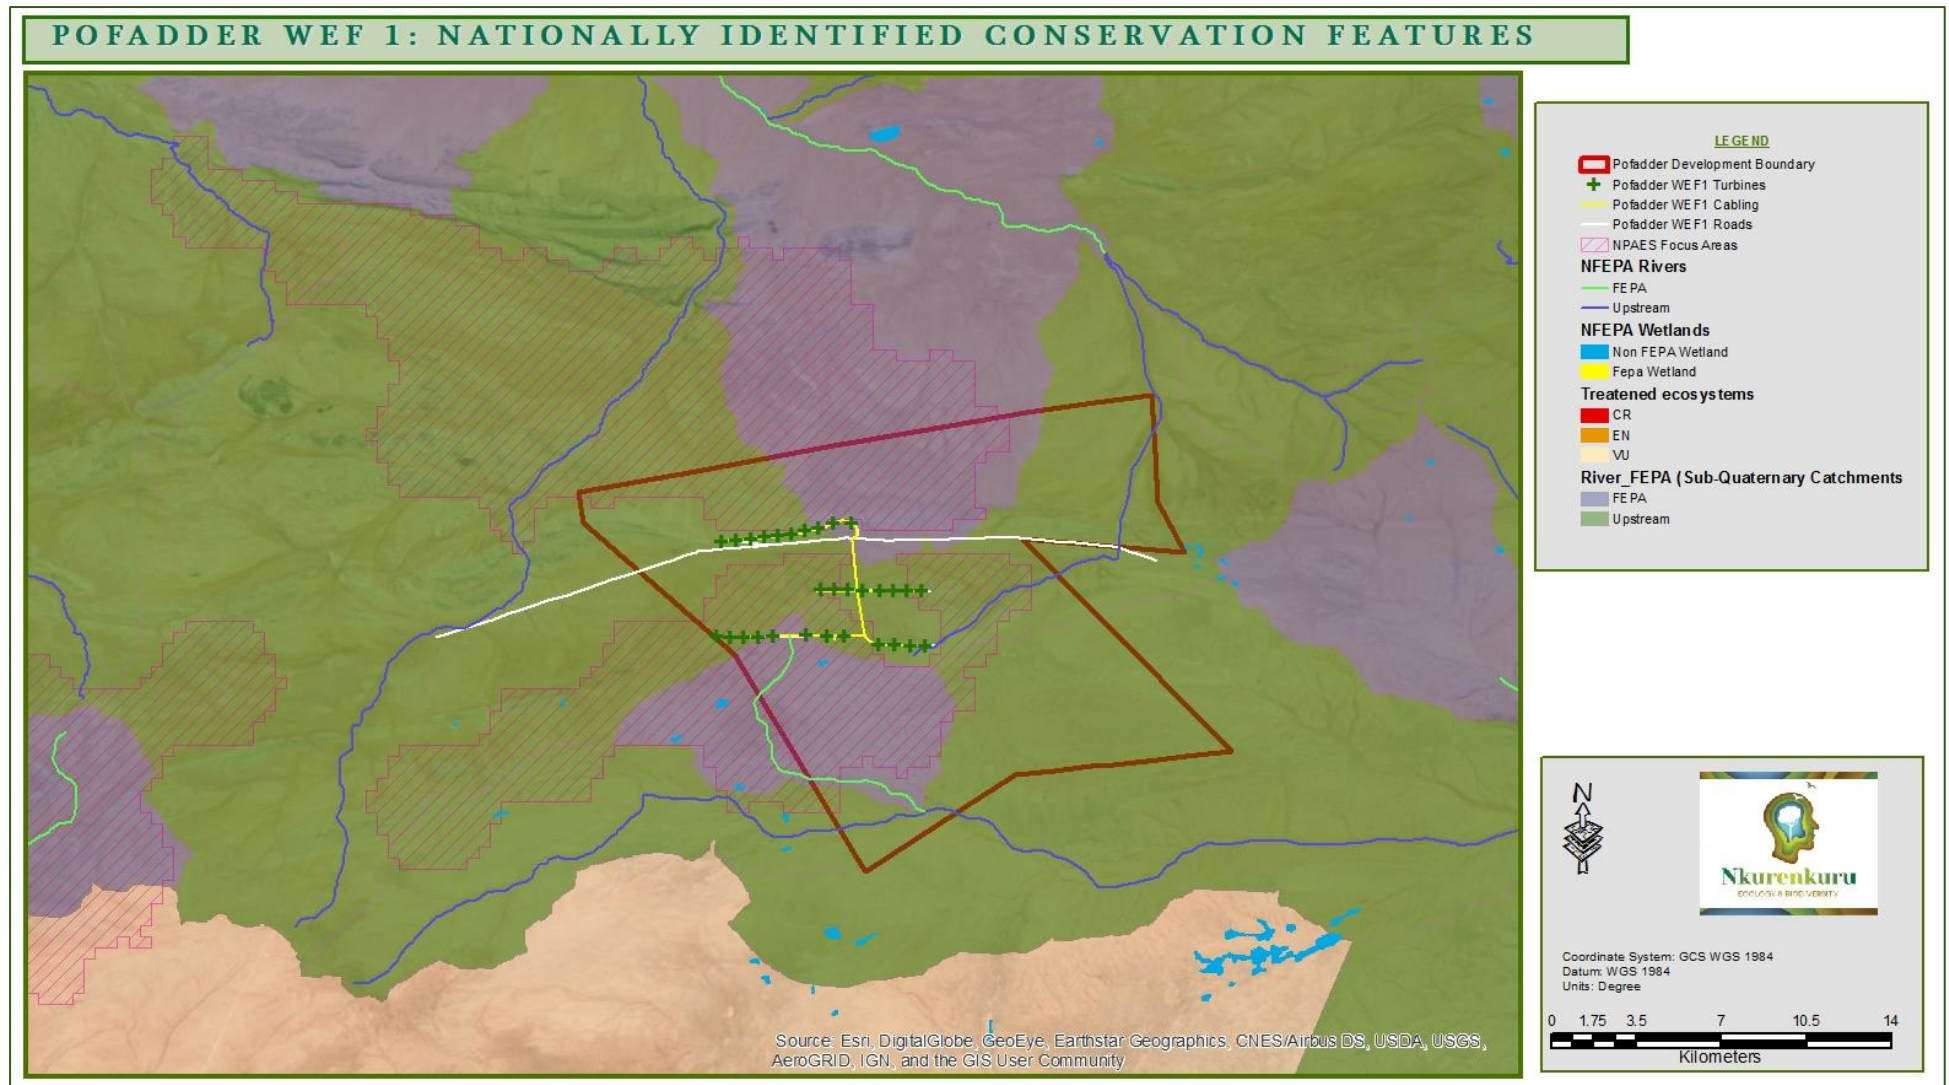 POFADDER WEF 1: NATIONALLY IDENTIFIED CONSERVATION FEATURES
LEGEND
Pofadder Development Boundary
Pofadder WEF1 Turbines
Pofadder WEF1 Cabling
Pofadder WEF1 Roads
NPAES Focus Areas
NFEPA Rivers
FEPA
Upstream
NFEPA Wetlands
Non FEPA Wetland
Fepa Wetland
Treatened ecosystems
CR
EN
VU
River_FEPA (Sub-Quaternary Catchments
FEPA
Upstream
N
Nkurenkuru
ECOLOGY & BIODIVERSITY
Coordinate System: GCS WGS 1984
Datum: WGS 1984
Units: Degree
0 1.75 3.5 7 10.5 14
Kilometers
Source: Esri, DigitalGlobe, GeoEye, Earthstar Geographics, CNES/Airbus DS, USDA, USGS,
AeroGRID, IGN, and the GIS User Community